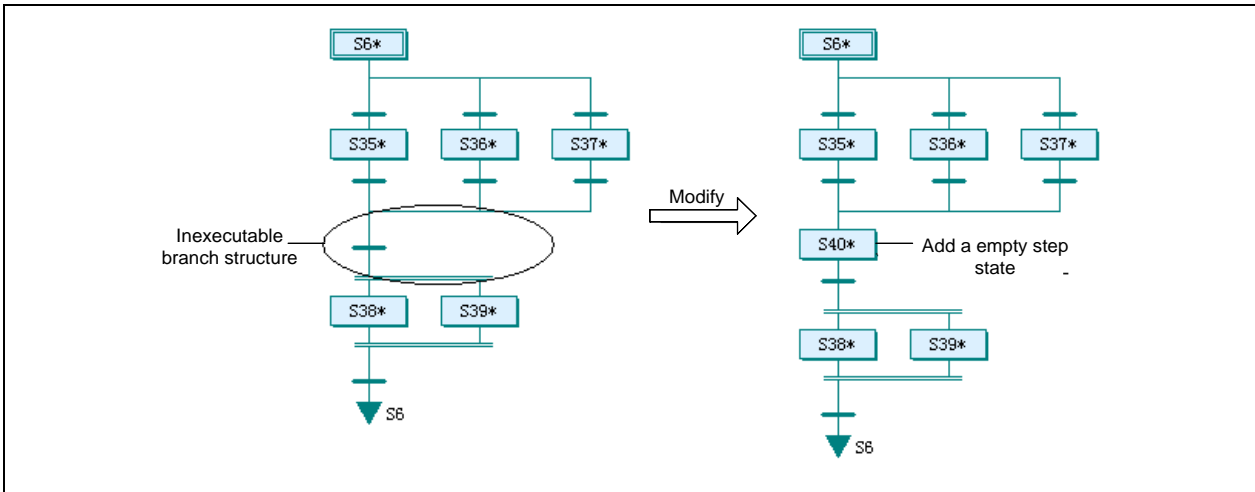 S6*
S35*
S36*
S37*
Inexecutable
branch structure
S38*
S39*
S6
Modify
S6*
S35*
S36*
S37*
S40*
Add a empty step
state
-
S38*
S39*
S6